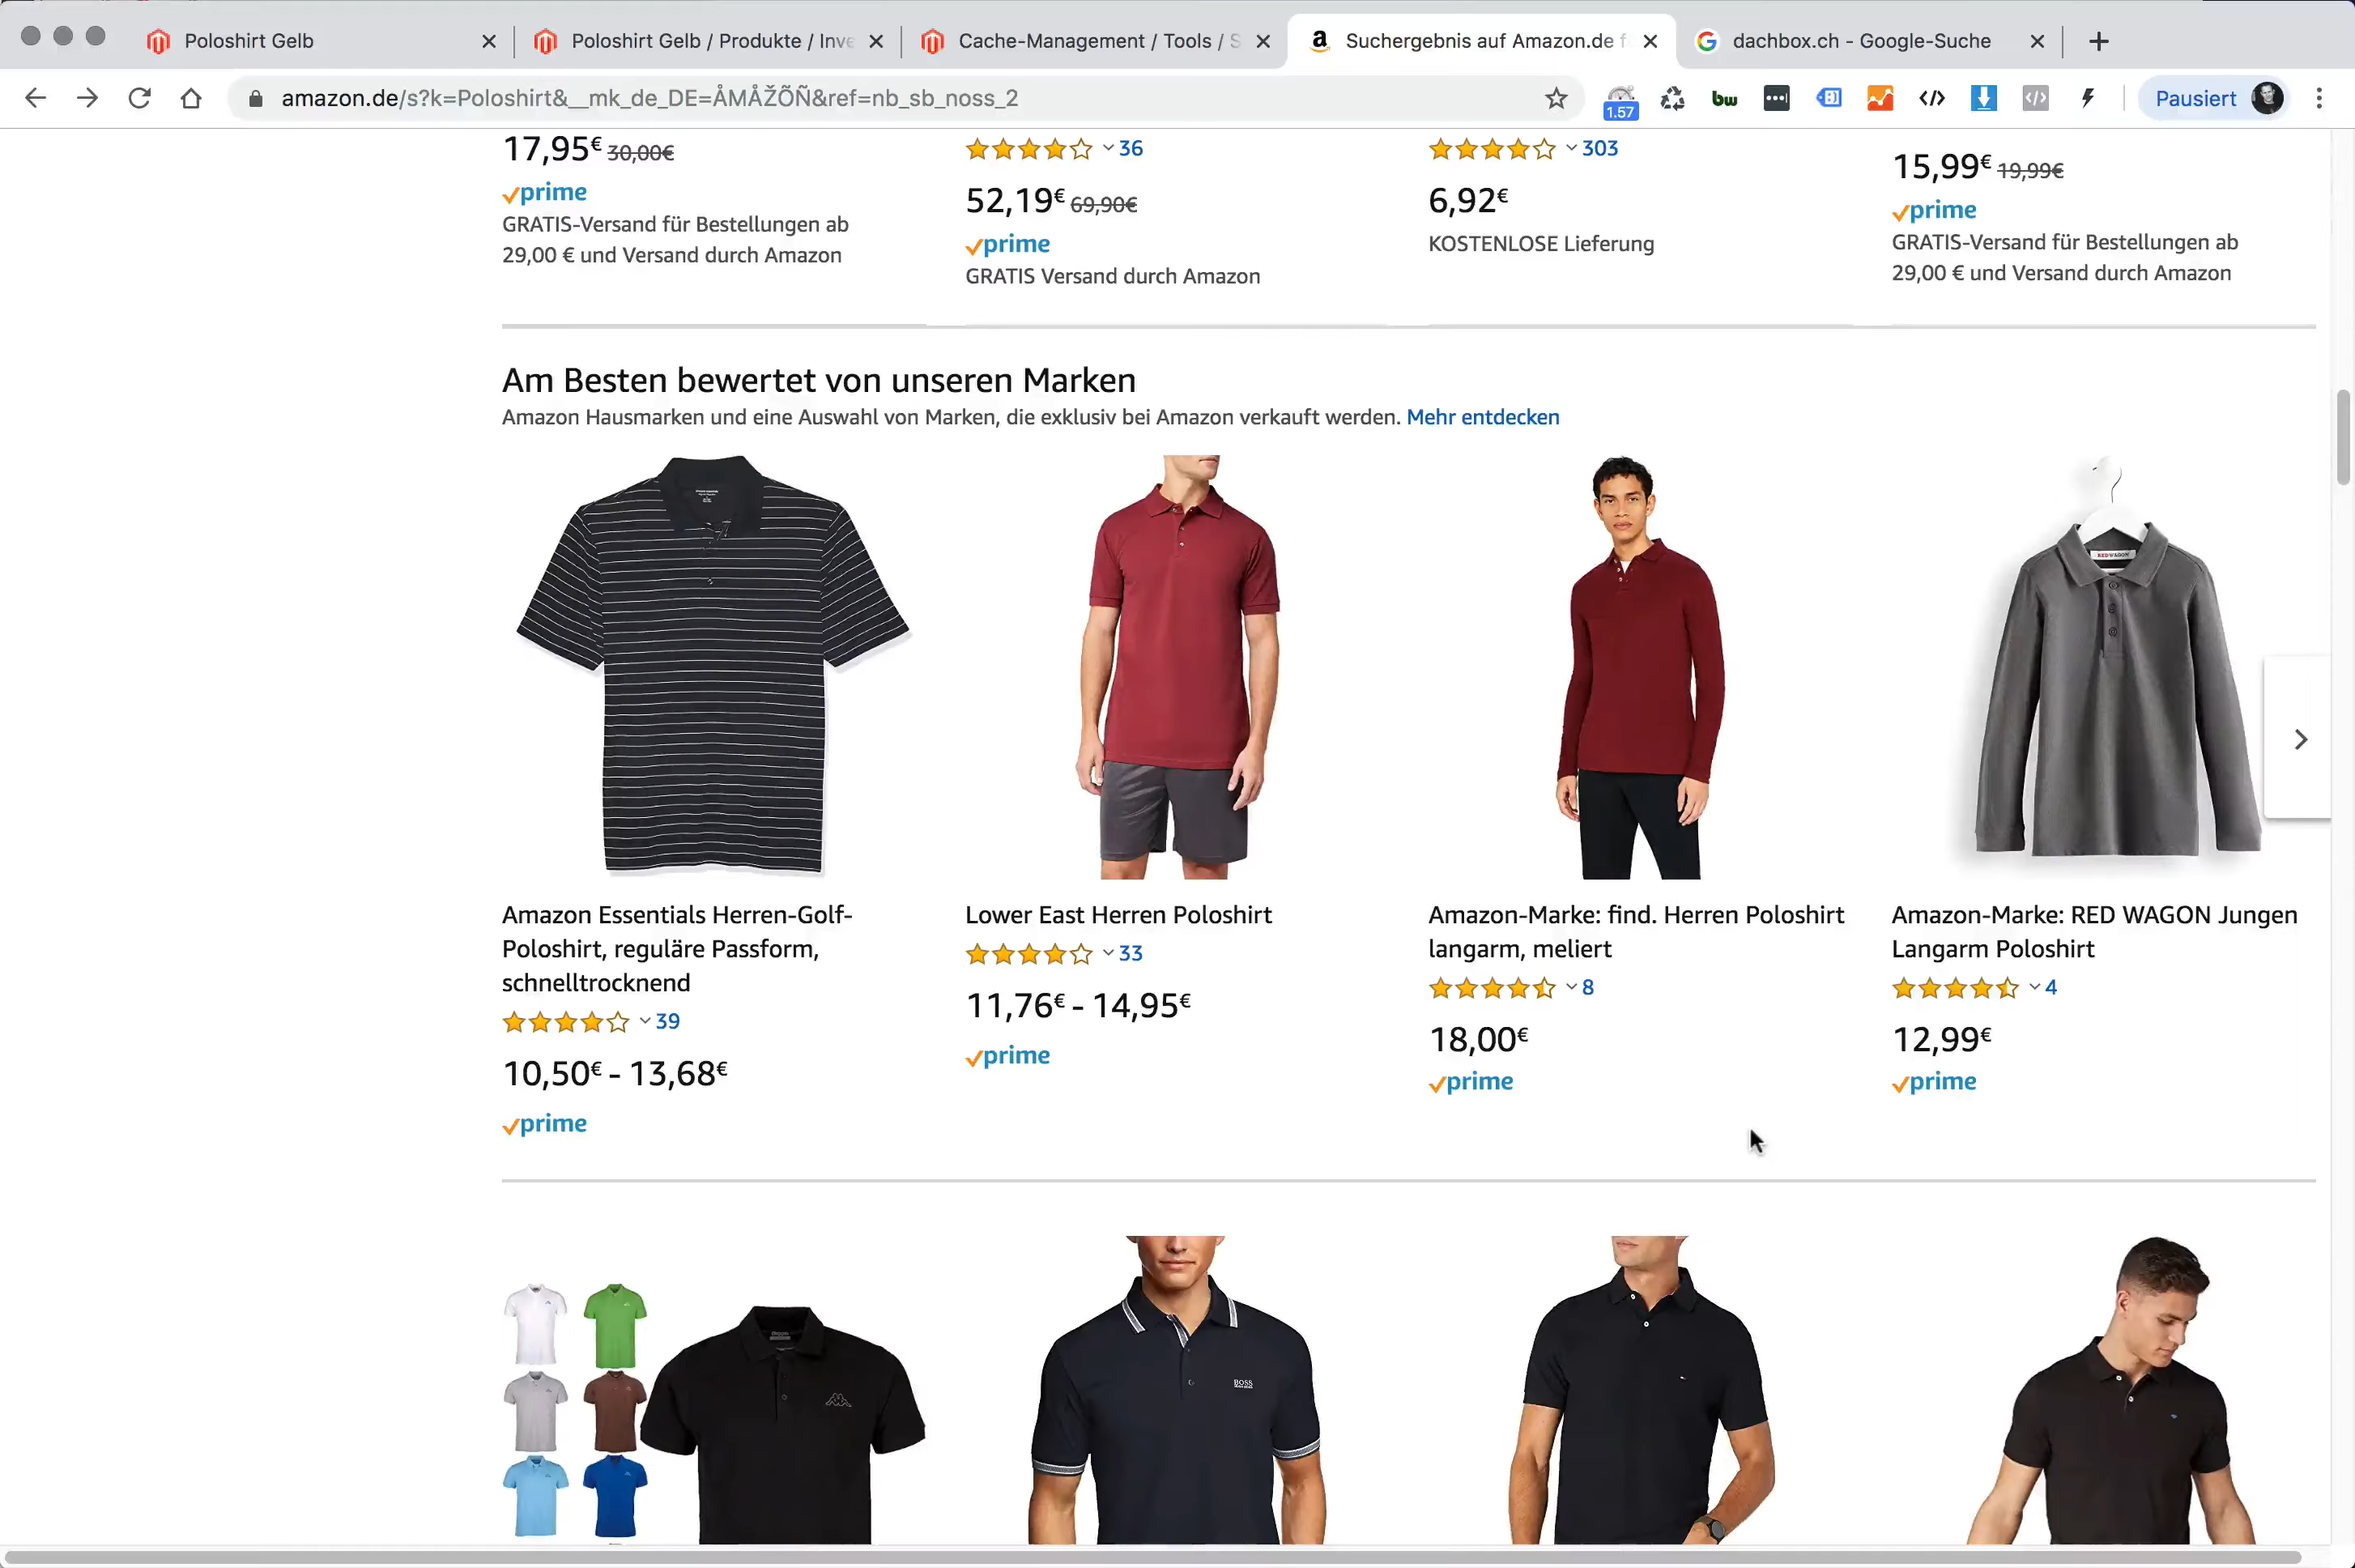 Poloshirt Gelb
Poloshirt Gelb / Produkte / Inve
Cache-Management / Tools / S
Suchergebnis auf Amazon.de f
dachbox.ch - Google-Suche
amazon.de/s?k=Poloshirt&__mk_de_DE=ÅMÅŽÕÑ&ref=nb_sb_noss_2
1.57
bw
Pausiert
17,95€ 30,00€
prime
GRATIS-Versand für Bestellungen ab
29,00 € und Versand durch Amazon
36
52,19€ 69,90€
prime
GRATIS Versand durch Amazon
303
6,92€
KOSTENLOSE Lieferung
15,99€ 19,99€
prime
GRATIS-Versand für Bestellungen ab
29,00 € und Versand durch Amazon
Am Besten bewertet von unseren Marken
Amazon Hausmarken und eine Auswahl von Marken, die exklusiv bei Amazon verkauft werden. Mehr entdecken
RED WAGON
Amazon Essentials Herren-Golf-
Poloshirt, reguläre Passform,
schnelltrocknend
39
10,50€ - 13,68€
prime
Lower East Herren Poloshirt
33
11,76€ - 14,95€
prime
Amazon-Marke: find. Herren Poloshirt
langarm, meliert
8
18,00€
prime
Amazon-Marke: RED WAGON Jungen
Langarm Poloshirt
4
12,99€
prime
BOSS